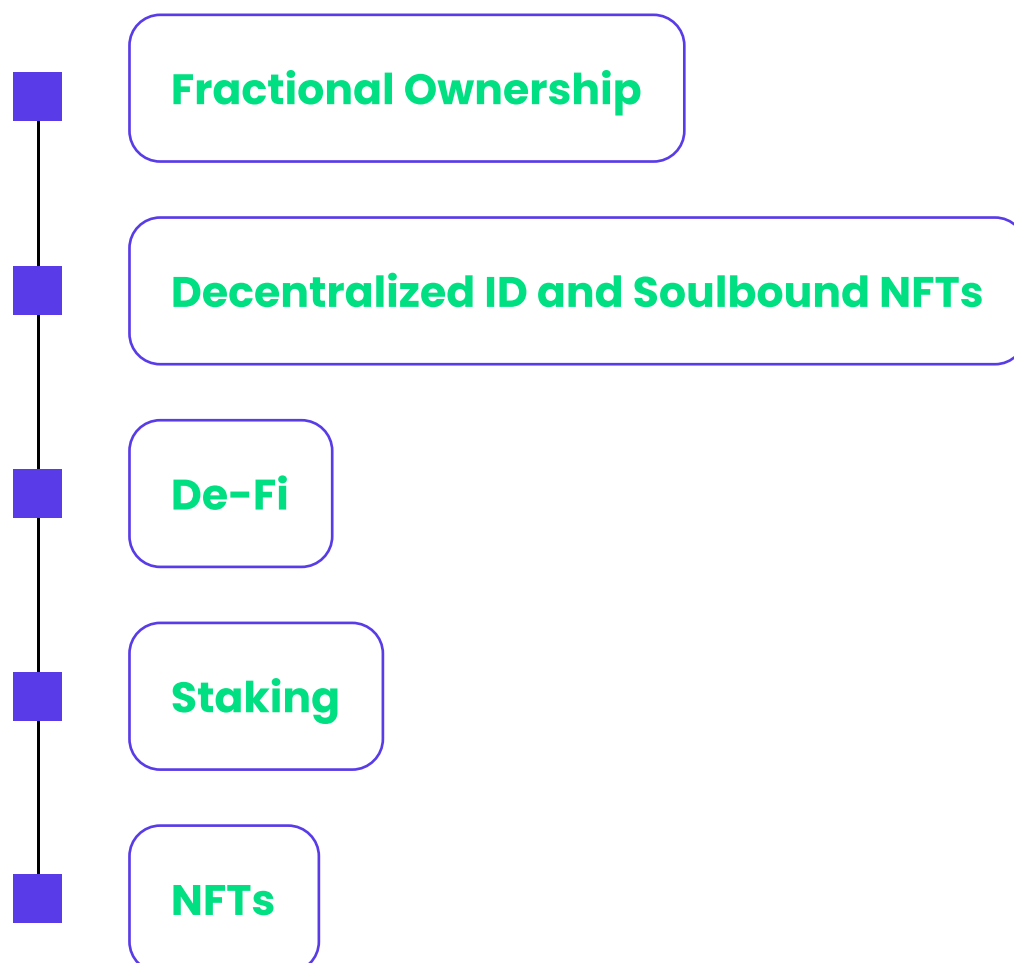 Fractional Ownership
Decentralized ID and Soulbound NFTs
De-Fi
Staking
NFTs